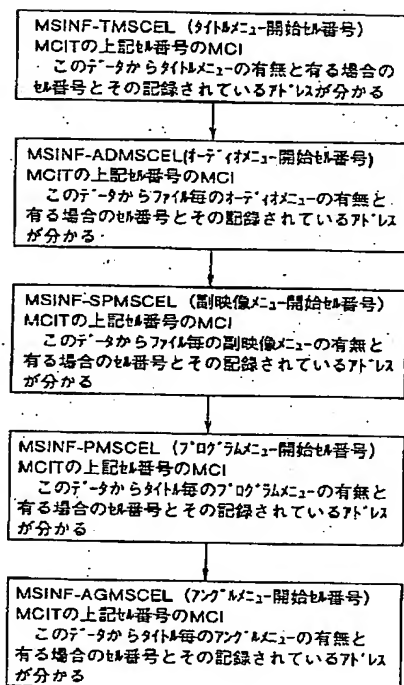 MSINF-TMSCEL (ﾀｲﾄﾙﾒﾆｭｰ開始ｾﾙ番号)
MCITの上記ｾﾙ番号のMCI
このﾃﾞｰﾀからﾀｲﾄﾙﾒﾆｭｰの有無と有る場合の
ｾﾙ番号とその記録されているｱﾄﾞﾚｽが分かる
MSINF-ADMSCEL(ｵｰﾃﾞｨｵﾒﾆｭｰ開始ｾﾙ番号)
MCITの上記ｾﾙ番号のMCI
このﾃﾞｰﾀからﾌｧｲﾙ毎のｵｰﾃﾞｨｵﾒﾆｭｰの有無と
有る場合のｾﾙ番号とその記録されているｱﾄﾞﾚｽ
が分かる
MSINF-SPMSCEL (副映像ﾒﾆｭｰ開始ｾﾙ番号)
MCITの上記ｾﾙ番号のMCI
このﾃﾞｰﾀからﾌｧｲﾙ毎の副映像ﾒﾆｭｰの有無と
有る場合のｾﾙ番号とその記録されているｱﾄﾞﾚｽ
が分かる
MSINF-PMSCEL (ﾌﾟﾛｸﾞﾗﾑﾒﾆｭｰ開始ｾﾙ番号)
MCITの上記ｾﾙ番号のMCI
このﾃﾞｰﾀからﾀｲﾄﾙ毎のﾌﾟﾛｸﾞﾗﾑﾒﾆｭｰの有無と
有る場合のｾﾙ番号とその記録されているｱﾄﾞﾚｽ
が分かる
MSINF-AGMSCEL (ｱﾝｸﾞﾙﾒﾆｭｰ開始ｾﾙ番号)
MCITの上記ｾﾙ番号のMCI
このﾃﾞｰﾀからﾀｲﾄﾙ毎のｱﾝｸﾞﾙﾒﾆｭｰの有無と
有る場合のｾﾙ番号とその記録されているｱﾄﾞﾚｽ
が分かる